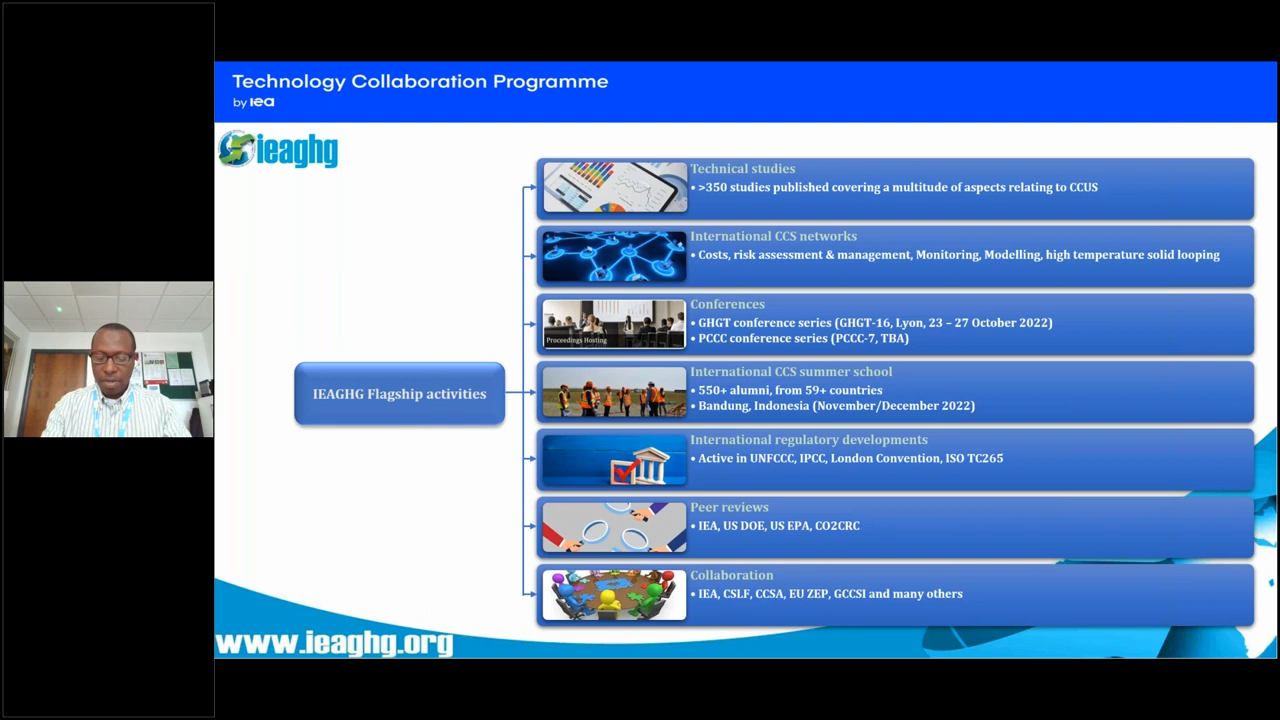 Technology Collaboration Programme
by iea
ieaghg
Technical studies
• >350 studies published covering a multitude of aspects relating to CCUS
International CCS networks
• Costs, risk assessment & management, Monitoring, Modelling, high temperature solid looping
Conferences
• GHGT conference series (GHGT-16, Lyon, 23 – 27 October 2022)
• PCCC conference series (PCCC-7, TBA)
Proceedings Hosting
International CCS summer school
• 550+ alumni, from 59+ countries
• Bandung, Indonesia (November/December 2022)
IEAGHG Flagship activities
International regulatory developments
• Active in UNFCCC, IPCC, London Convention, ISO TC265
Peer reviews
• IEA, US DOE, US EPA, CO2CRC
Collaboration
• IEA, CSLF, CCSA, EU ZEP, GCCSI and many others
www.ieaghg.org